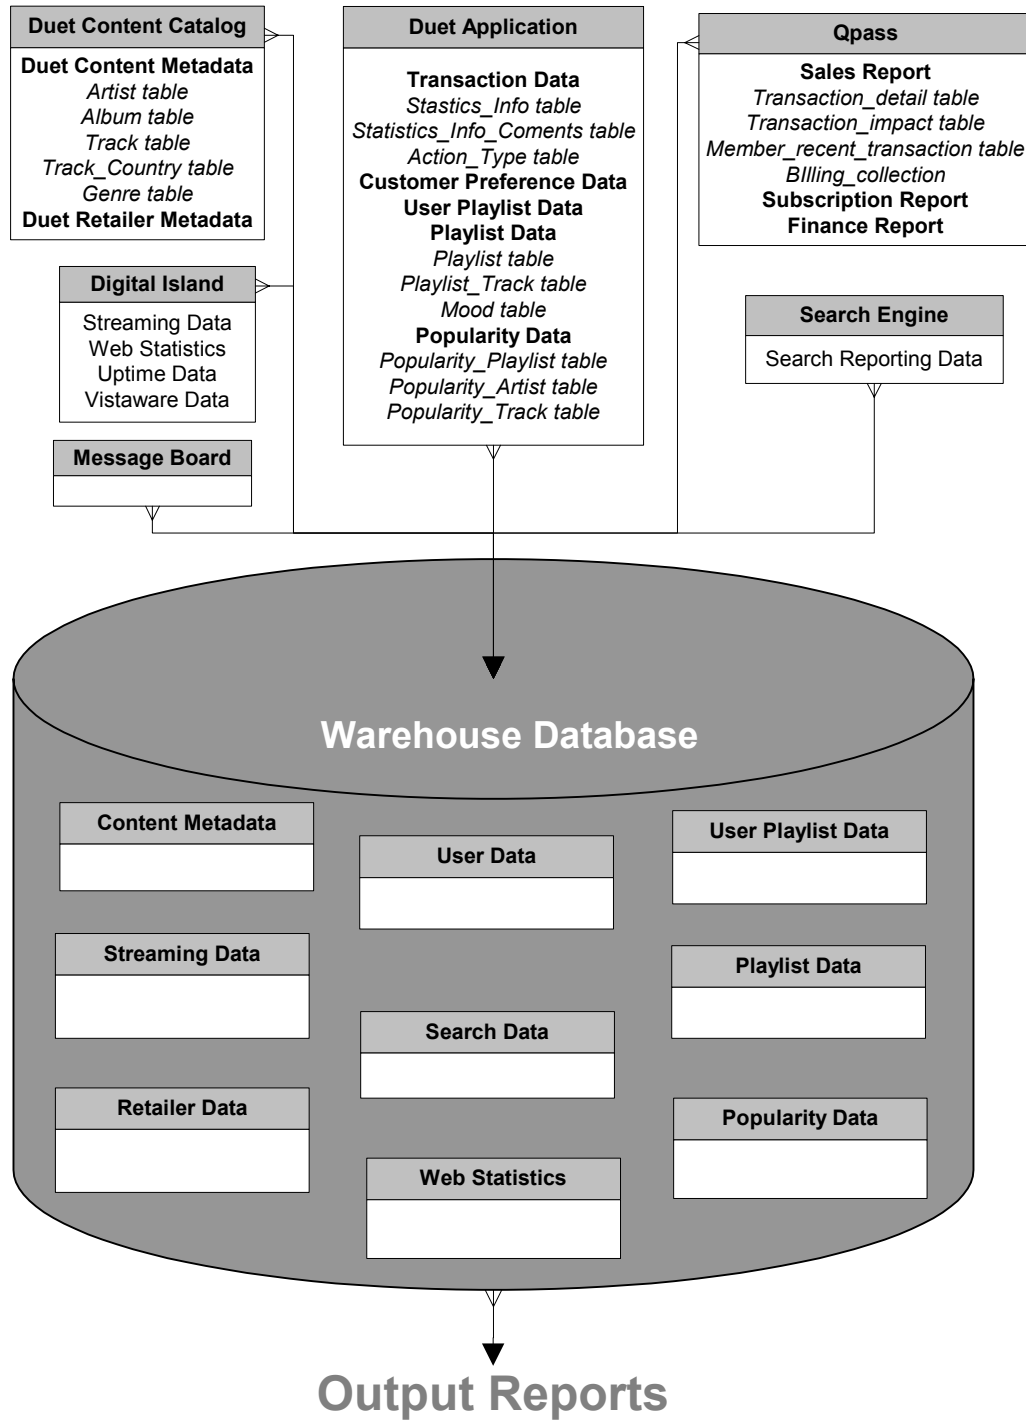 Duet Content Catalog
Duet Content Metadata
Artist table
Album table
Track table
Track_Country table
Genre table
Duet Retailer Metadata
Duet Application
Transaction Data
Stastics_Info table
Statistics_Info_Coments table
Action_Type table
Customer Preference Data
User Playlist Data
Playlist Data
Playlist table
Playlist_Track table
Mood table
Popularity Data
Popularity_Playlist table
Popularity_Artist table
Popularity_Track table
Qpass
Sales Report
Transaction_detail table
Transaction_impact table
Member_recent_transaction table
BIlling_collection
Subscription Report
Finance Report
Digital Island
Streaming Data
Web Statistics
Uptime Data
Vistaware Data
Search Engine
Search Reporting Data
Message Board
Warehouse Database
Content Metadata
User Data
User Playlist Data
Streaming Data
Search Data
Playlist Data
Retailer Data
Web Statistics
Popularity Data
Output Reports